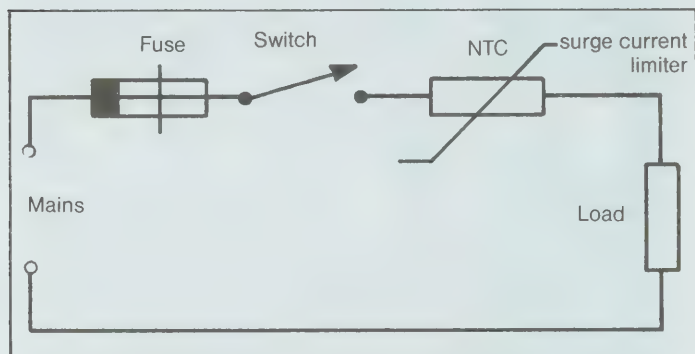 Fuse
Switch
NTC
surge current
limiter
Mains
Load